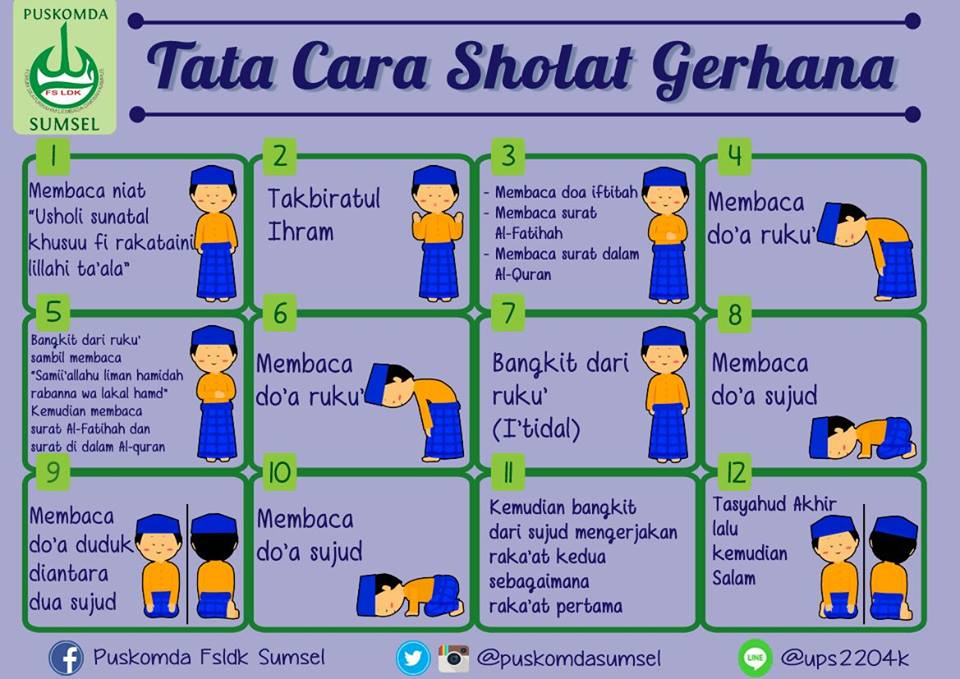 PUSKOMDA
FS LDK
SUMSEL
Tata Cara Sholat Gerhana
1
Membaca niat
"Usholi sunatal
khusuu fi rakataini
lillahi ta'ala"
2
Takbiratul
Ihram
3
- Membaca doa iftitah
- Membaca surat
Al-Fatihah
- Membaca surat dalam
Al-Quran
4
Membaca
do'a ruku'
5
Bangkit dari ruku'
sambil membaca
"Samii'allahu liman hamidah
rabanna wa lakal hamd"
Kemudian membaca
surat Al-Fatihah dan
surat di dalam Al-quran
6
Membaca
do'a ruku'
7
Bangkit dari
ruku'
(I'tidal)
8
Membaca
do'a sujud
9
Membaca
do'a duduk
diantara
dua sujud
10
Membaca
do'a sujud
11
Kemudian bangkit
dari sujud mengerjakan
raka'at kedua
sebagaimana
raka'at pertama
12
Tasyahud Akhir
lalu
kemudian
Salam
Puskomda Fsldk Sumsel
@puskomdasumsel
LINE
@ups2204k